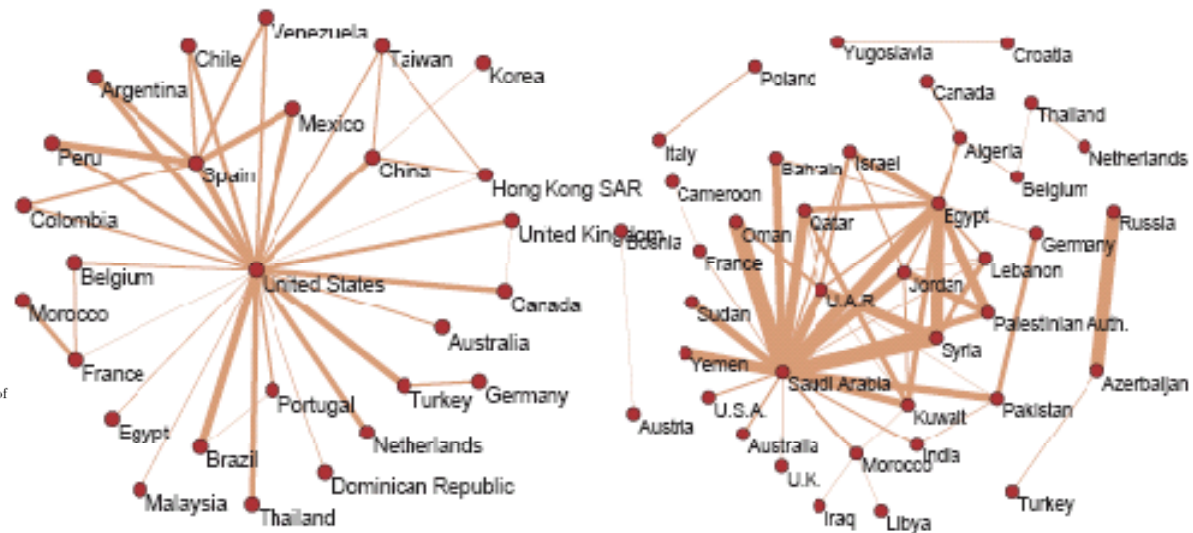 Venezuela
Chile
Taiwan
Korea
Argentina
Mexico
Peru
Spain
China
Hong Kong SAR
Colombia
United Kingdom
Belgium
United States
Morocco
Canada
Australia
France
of
Turkey
Germany
Portugal
Egypt
Netherlands
Brazil
Dominican Republic
Malaysia
Thailand
Yugoslavia
Croatia
Poland
Canada
Thailand
Italy
Bahrain
Israel
Algeria
Netherlands
Cameroon
Belgium
Oman
Qatar
Egypt
Russia
Bosnia
Germany
France
Lebanon
Jordan
U.A.R
Sudan
Palestinian Auth.
Syria
Yemen
Saudi Arabia
Azerbaijan
U.S.A.
Kuwait
Pakistan
Austria
Australia
Morocco
India
U.K.
Turkey
Iraq
Libya